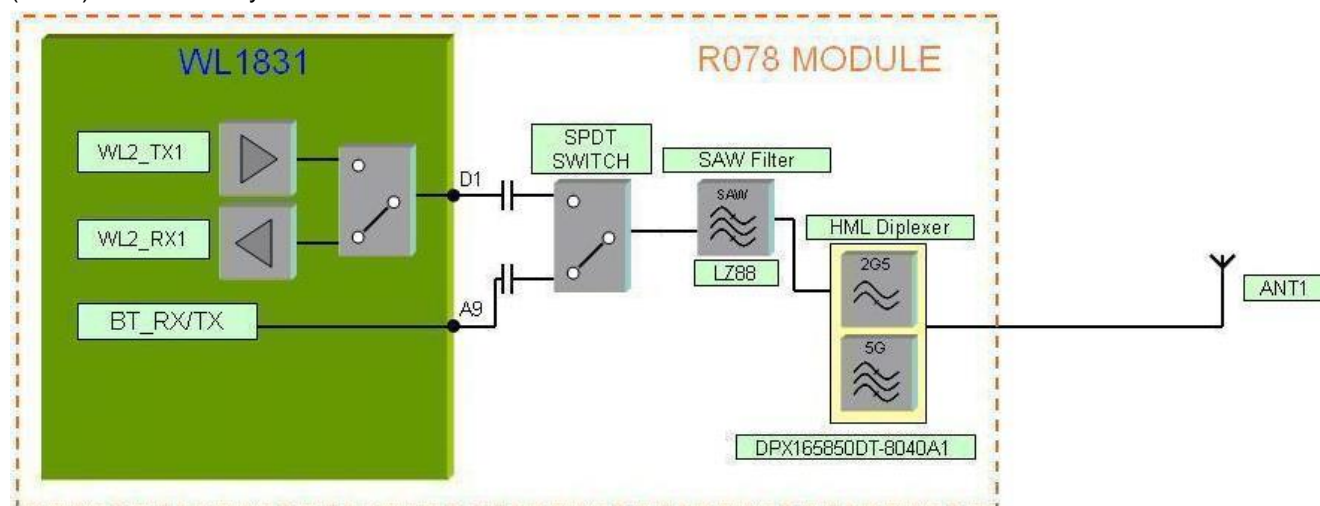 WL1831
R078 MODULE
WL2_TX1
SPDT
SWITCH
SAW Filter
D1
SAW
WL2_RX1
HML Diplexer
LZ88
2G5
ANT1
A9
BT_RX/TX
5G
DPX165850DT-8040A1